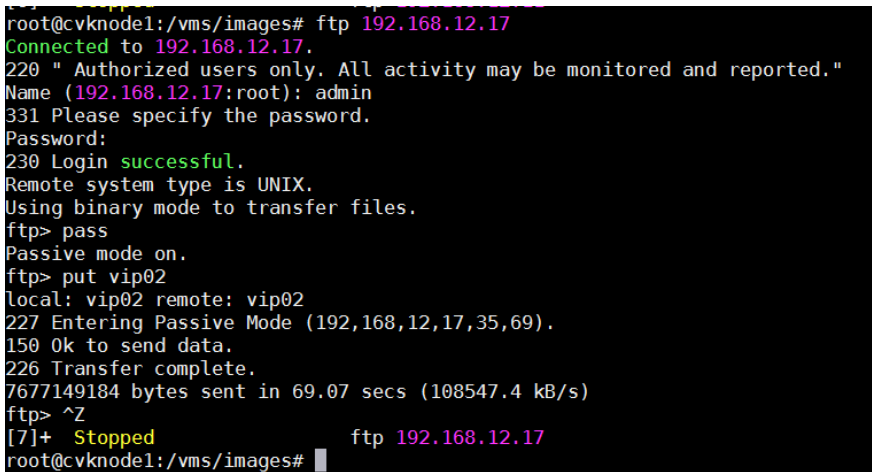 root@cvknode1:/vms/images# ftp 192.168.12.17
Connected to 192.168.12.17.
220 " Authorized users only. All activity may be monitored and reported."
Name (192.168.12.17:root): admin
331 Please specify the password.
Password:
230 Login successful.
Remote system type is UNIX.
Using binary mode to transfer files.
ftp> pass
Passive mode on.
ftp> put vip02
local: vip02 remote: vip02
227 Entering Passive Mode (192,168,12,17,35,69).
150 Ok to send data.
226 Transfer complete.
7677149184 bytes sent in 69.07 secs (108547.4 kB/s)
ftp> ^Z
[7]+  Stopped                 ftp 192.168.12.17
root@cvknode1:/vms/images#